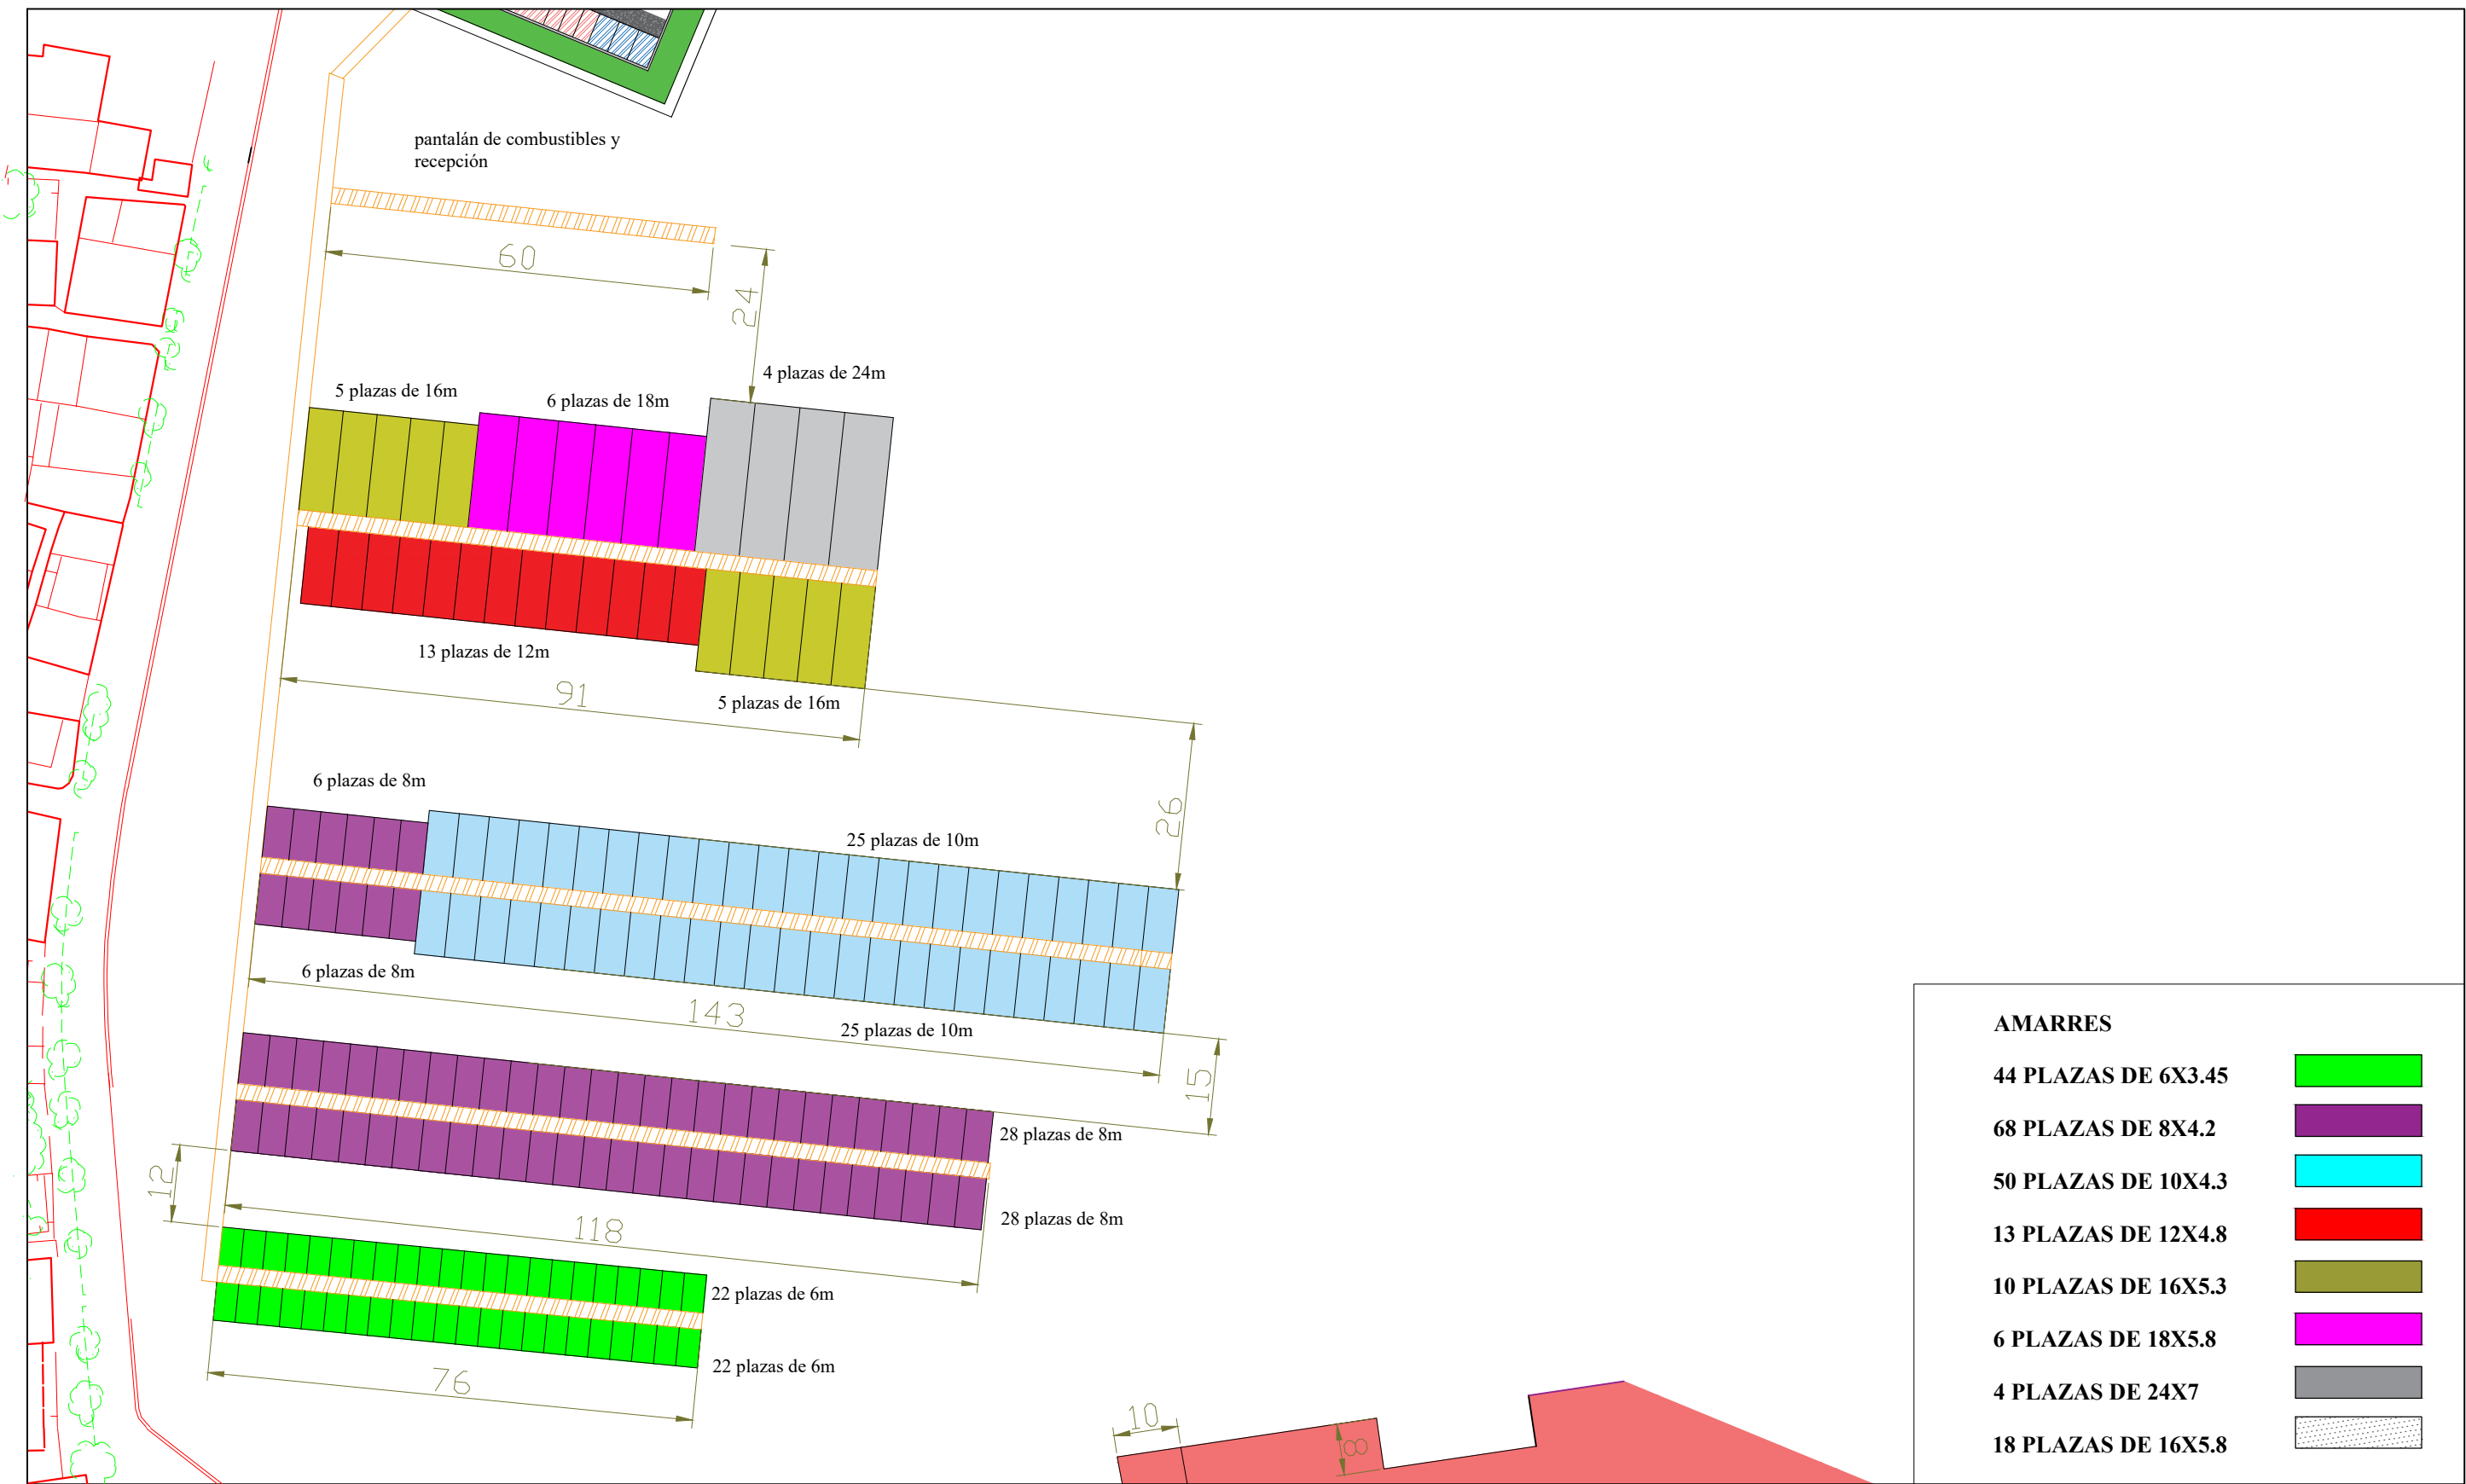 pantalán de combustibles y
recepción
60
24
4 plazas de 24m
5 plazas de 16m
6 plazas de 18m
13 plazas de 12m
91
5 plazas de 16m
6 plazas de 8m
26
25 plazas de 10m
6 plazas de 8m
143
25 plazas de 10m
15
28 plazas de 8m
12
28 plazas de 8m
118
22 plazas de 6m
22 plazas de 6m
76
10
8
AMARRES
44 PLAZAS DE 6X3.45
68 PLAZAS DE 8X4.2
50 PLAZAS DE 10X4.3
13 PLAZAS DE 12X4.8
10 PLAZAS DE 16X5.3
6 PLAZAS DE 18X5.8
4 PLAZAS DE 24X7
18 PLAZAS DE 16X5.8